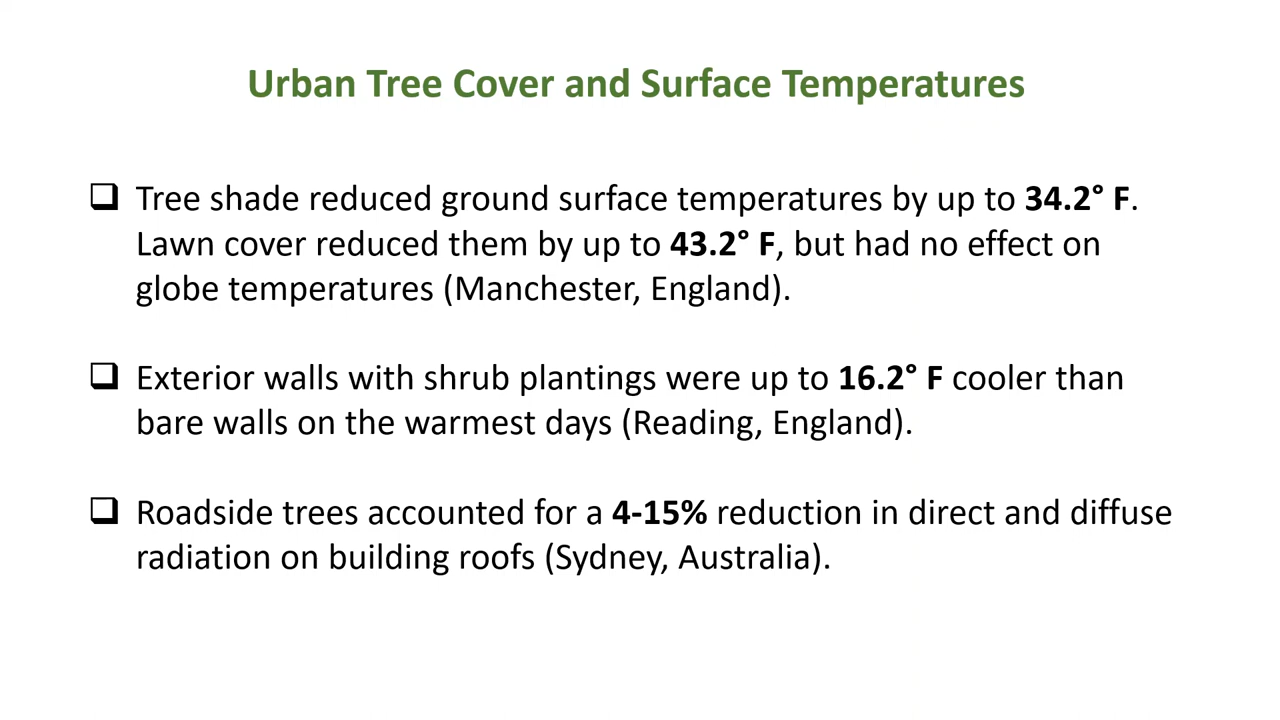 Urban Tree Cover and Surface Temperatures
❑ Tree shade reduced ground surface temperatures by up to 34.2° F.
Lawn cover reduced them by up to 43.2° F, but had no effect on
globe temperatures (Manchester, England).
❑ Exterior walls with shrub plantings were up to 16.2° F cooler than
bare walls on the warmest days (Reading, England).
❑ Roadside trees accounted for a 4-15% reduction in direct and diffuse
radiation on building roofs (Sydney, Australia).